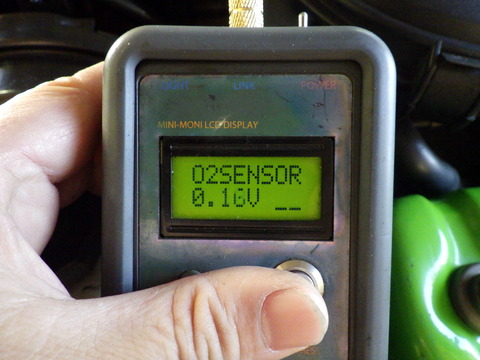 LIGHT LINK POWER
MINI-MONI LCD DISPLAY
O2SENSOR
0.16V __